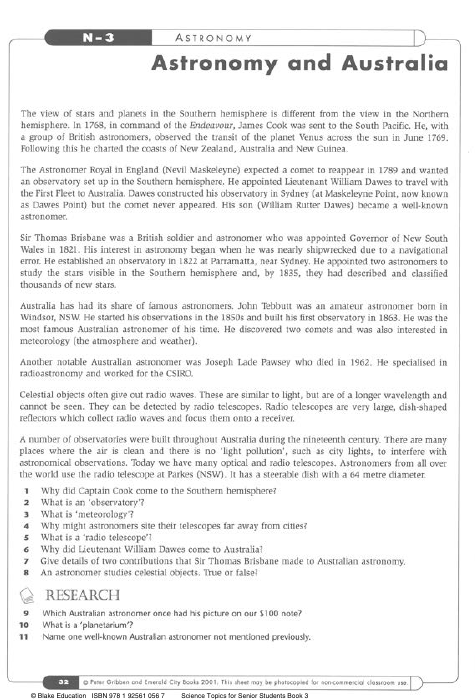 N-3 ASTRONOMY
Astronomy and Australia
The view of stars and planets in the Southern hemisphere is different from the view in the Northern
hemisphere. In 1768, in command of the Endeavour, James Cook was sent to the South Pacific. He, with
a group of British astronomers, observed the transit of the planet Venus across the sun in June 1769.
Following this he charted the coasts of New Zealand, Australia and New Guinea.
The Astronomer Royal in England (Nevil Maskeleyne) expected a comet to reappear in 1789 and wanted
an observatory set up in the Southern hemisphere. He appointed Lieutenant William Dawes to travel with
the First Fleet to Australia. Dawes constructed his observatory in Sydney (at Maskeleyne Point, now known
as Dawes Point) but the comet never appeared. His son (William Rutter Dawes) became a well-known
astronomer.
Sir Thomas Brisbane was a British soldier and astronomer who was appointed Governor of New South
Wales in 1821. His interest in astronomy began when he was nearly shipwrecked due to a navigational
error. He established an observatory in 1822 at Parramatta, near Sydney. He appointed two astronomers to
study the stars visible in the Southern hemisphere and, by 1835, they had described and classified
thousands of new stars.
Australia has had its share of famous astronomers. John Tebbutt was an amateur astronomer born in
Windsor, NSW. He started his observations in the 1850s and built his first observatory in 1863. He was the
most famous Australian astronomer of his time. He discovered two comets and was also interested in
meteorology (the atmosphere and weather).
Another notable Australian astronomer was Joseph Lade Pawsey who died in 1962. He specialised in
radioastronomy and worked for the CSIRO.
Celestial objects often give out radio waves. These are similar to light, but are of a longer wavelength and
cannot be seen. They can be detected by radio telescopes. Radio telescopes are very large, dish-shaped
reflectors which collect radio waves and focus them onto a receiver.
A number of observatories were built throughout Australia during the nineteenth century. There are many
places where the air is clean and there is no 'light pollution', such as city lights, to interfere with
astronomical observations. Today we have many optical and radio telescopes. Astronomers from all over
the world use the radio telescope at Parkes (NSW). It has a steerable dish with a 64 metre diameter.
1 Why did Captain Cook come to the Southern hemisphere?
2 What is an 'observatory'?
3 What is 'meteorology'?
4 Why might astronomers site their telescopes far away from cities?
5 What is a 'radio telescope'?
6 Why did Lieutenant William Dawes come to Australia?
7 Give details of two contributions that Sir Thomas Brisbane made to Australian astronomy.
8 An astronomer studies celestial objects. True or false?
RESEARCH
9 Which Australian astronomer once had his picture on our $100 note?
10 What is a 'planetarium'?
11 Name one well-known Australian astronomer not mentioned previously.
32 © Peter Gribben and Emerald City Books 2001. This sheet may be photocopied for non-commercial classroom use.
© Blake Education ISBN 978 1 92561 056 7 Science Topics for Senior Students Book 3